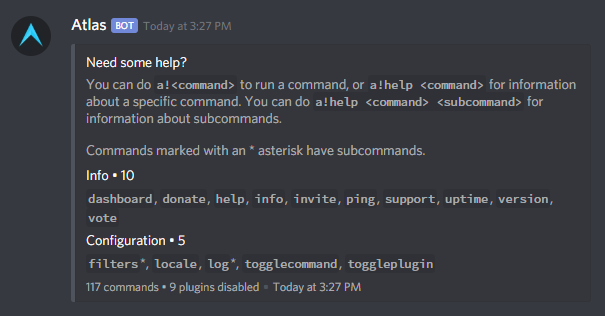 Atlas BOT Today at 3:27 PM
Need some help?
You can do a!<command> to run a command, or a!help <command> for information
about a specific command. You can do a!help <command> <subcommand> for
information about subcommands.
Commands marked with an * asterisk have subcommands.
Info • 10
dashboard, donate, help, info, invite, ping, support, uptime, version,
vote
Configuration • 5
filters*, locale, log*, togglecommand, toggleplugin
117 commands • 9 plugins disabled • Today at 3:27 PM